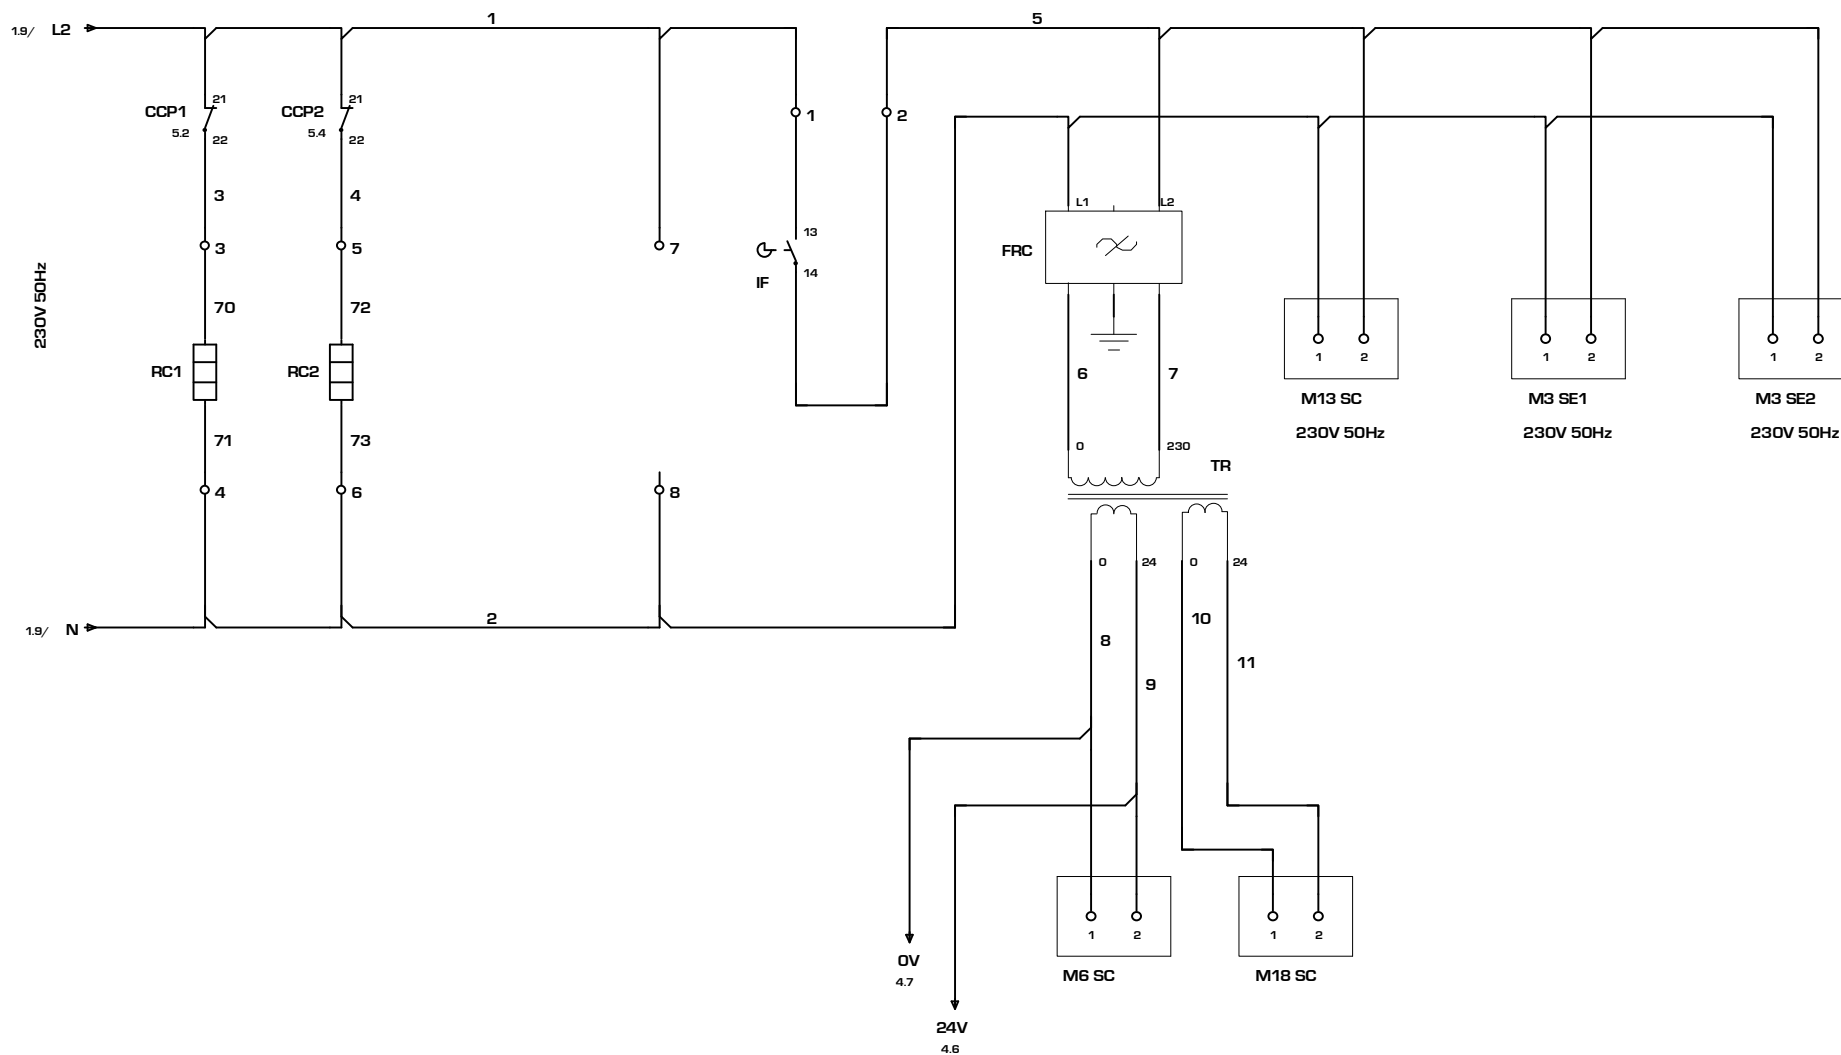 1 5
1.9/ L2
21 21
CCP1 CCP2 1 2
5.2 5.4
22 22
3 4
L1 L2
13
3 5 7 FRC
14
IF
230V 50Hz
70 72
1 2 1 2 1 2
RC1 RC2 6 7
M13 SC M3 SE1 M3 SE2
230V 50Hz 230V 50Hz 230V 50Hz
71 73 0 230
TR
4 6 8
0 24 0 24
2 10
1.9/ N
8 11
9
1 2 1 2
0V M6 SC M18 SC
4.7
24V
4.6